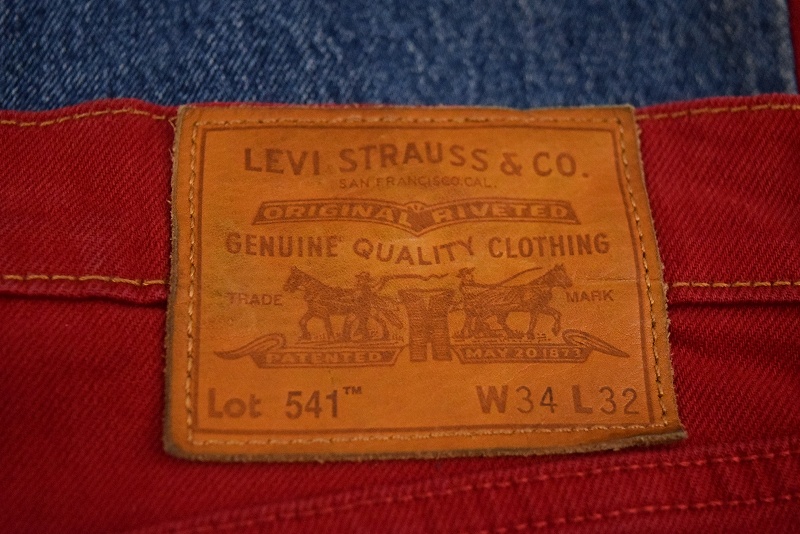 LEVI STRAUSS & CO.
SAN FRANCISCO, CAL.
ORIGINAL RIVETED
GENUINE QUALITY CLOTHING
TRADE MARK
PATENTED MAY 20 1873
Lot 541™ W34 L32